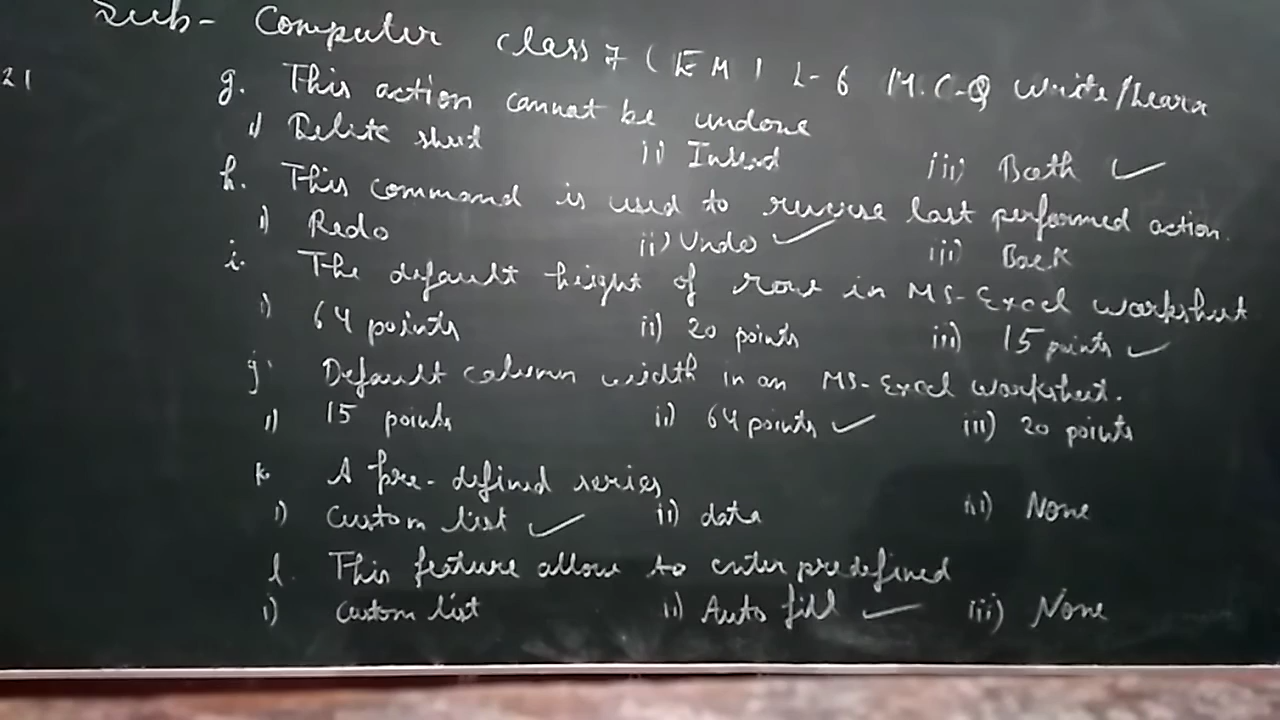 Sub- Computer class 7 (EM) L-6 M.C.Q Write/Learn
21
g. This action cannot be undone
i) Delete sheet ii) Insert iii) Both ✓
h. This command is used to reverse last performed action.
i) Redo ii) Undo ✓ iii) Back
i. The default height of row in MS-Excel worksheet
i) 64 points ii) 20 points iii) 15 points ✓
j. Default column width in an MS-Excel worksheet.
i) 15 points ii) 64 points ✓ iii) 20 points
k. A pre-defined series
i) Custom list ✓ ii) data iii) None
l. This feature allow to enter predefined
i) Custom list ii) Auto fill ✓ iii) None